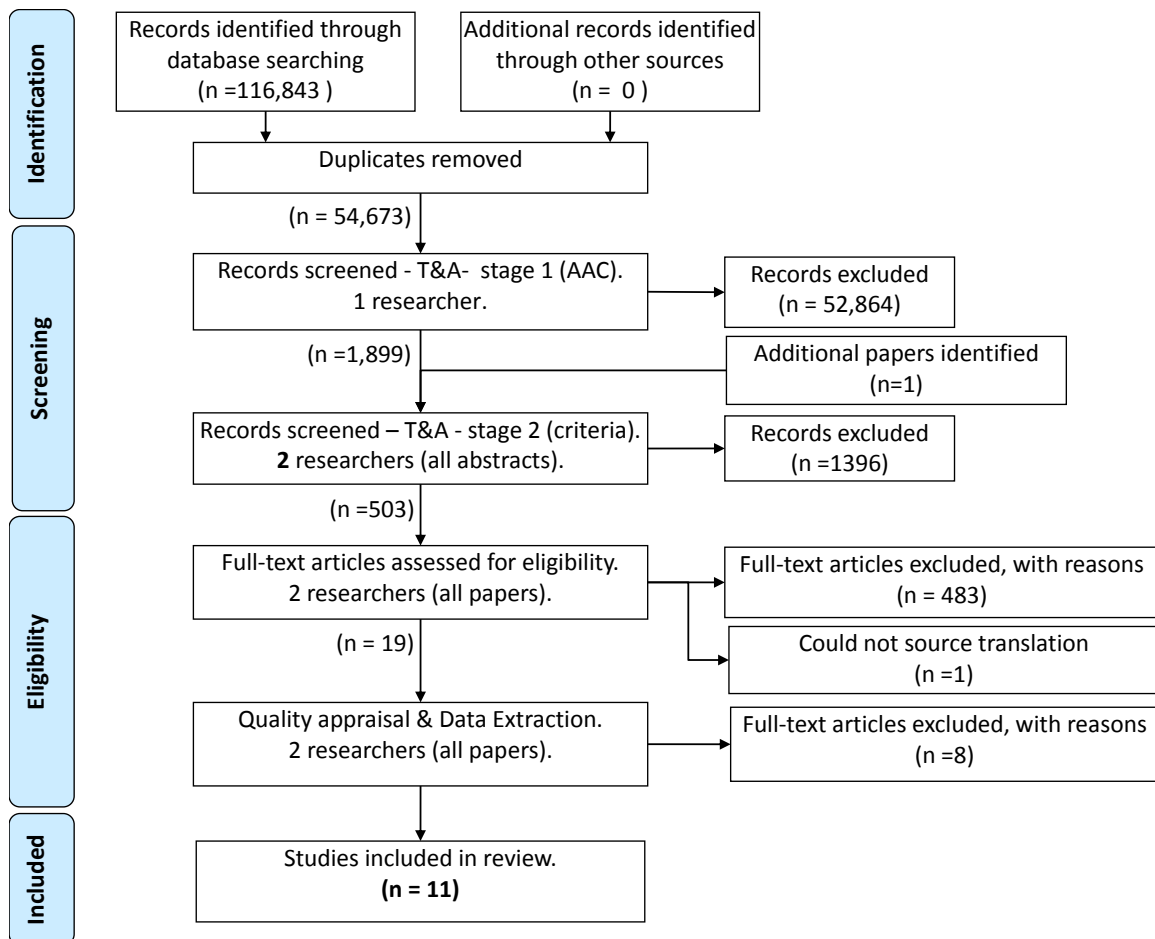 Identification
Records identified through
database searching
(n =116,843 )
Additional records identified
through other sources
(n = 0 )
Duplicates removed
(n = 54,673)
Screening
Records screened - T&A- stage 1 (AAC).
1 researcher.
Records excluded
(n = 52,864)
(n =1,899)
Additional papers identified
(n=1)
Records screened – T&A - stage 2 (criteria).
2 researchers (all abstracts).
Records excluded
(n =1396)
(n =503)
Eligibility
Full-text articles assessed for eligibility.
2 researchers (all papers).
Full-text articles excluded, with reasons
(n = 483)
Could not source translation
(n =1)
(n = 19)
Quality appraisal & Data Extraction.
2 researchers (all papers).
Full-text articles excluded, with reasons
(n =8)
Included
Studies included in review.
(n = 11)